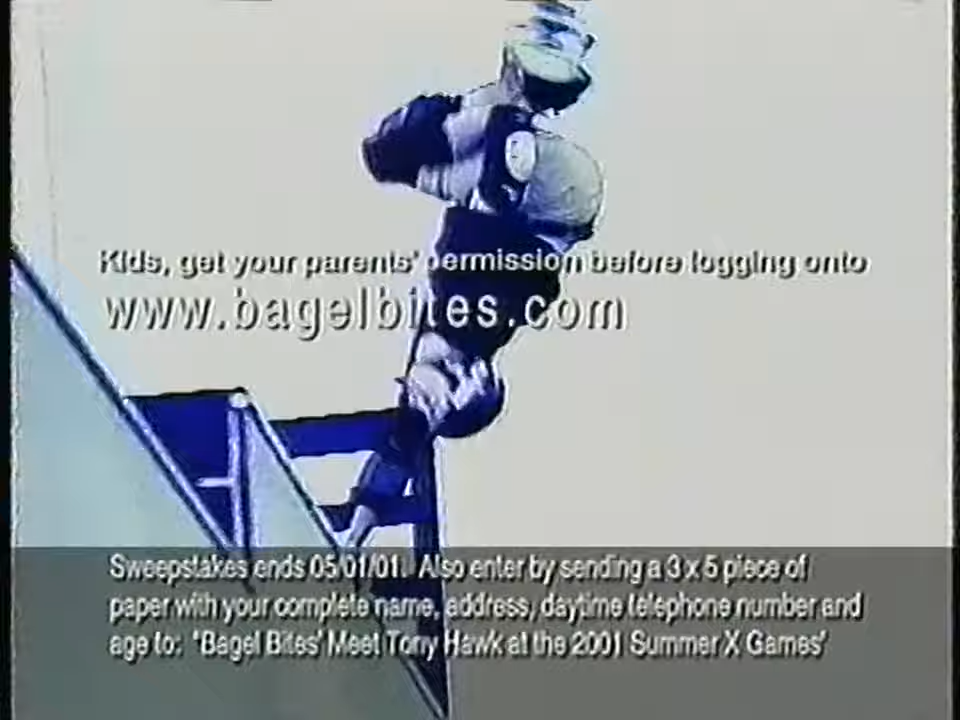 Kids, get your parents' permission before logging onto
www.bagelbites.com
Sweepstakes ends 05/01/01. Also enter by sending a 3 x 5 piece of
paper with your complete name, address, daytime telephone number and
age to: "Bagel Bites' Meet Tony Hawk at the 2001 Summer X Games'